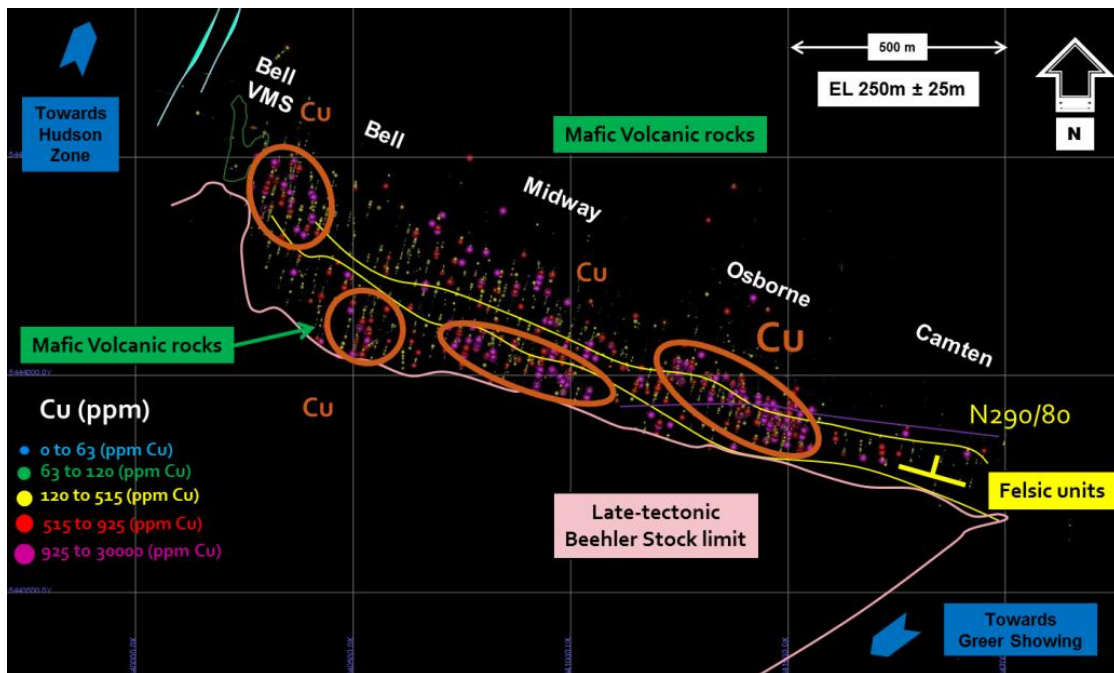 Towards
Hudson
Zone
Bell
VMS
Cu
Bell
Mafic Volcanic rocks
500 m
EL 250m ± 25m
N
Midway
Cu
Osborne
Cu
Camten
Mafic Volcanic rocks
Cu
N290/80
Felsic units
Late-tectonic
Beehler Stock limit
Cu (ppm)
0 to 63 (ppm Cu)
63 to 120 (ppm Cu)
120 to 515 (ppm Cu)
515 to 925 (ppm Cu)
925 to 30000 (ppm Cu)
Towards
Greer Showing